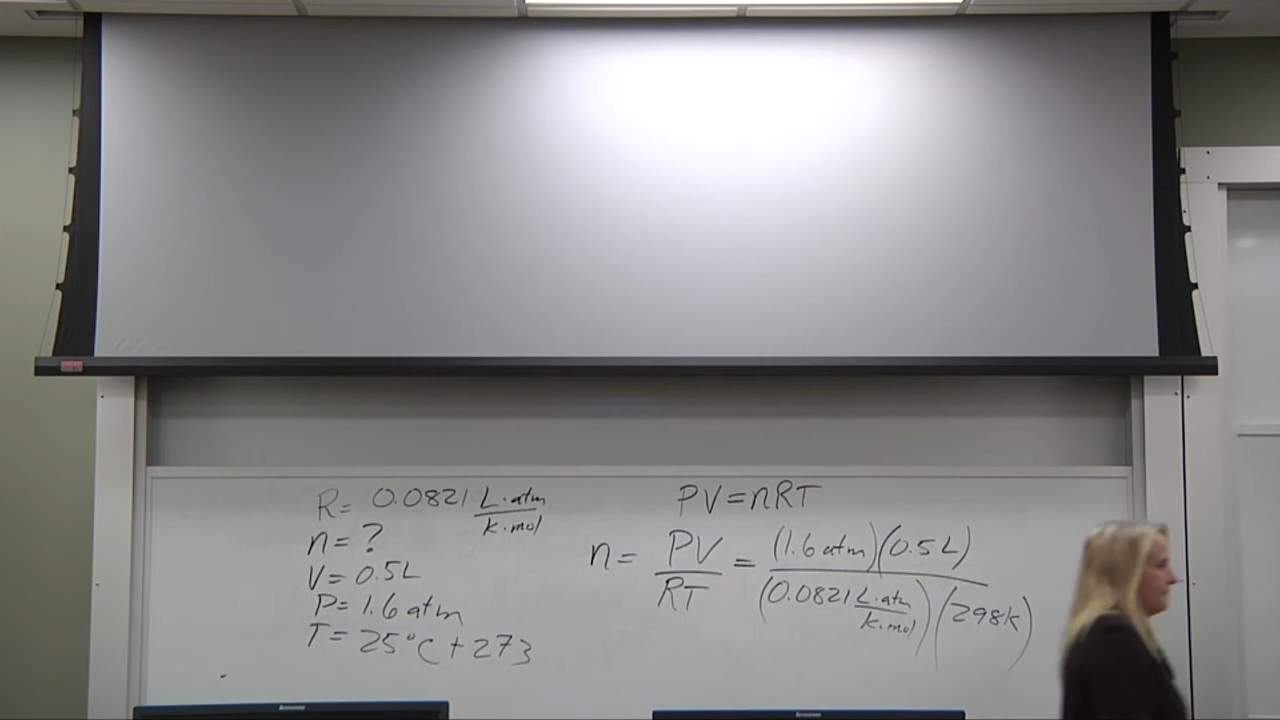 R = 0.0821 L·atm / K·mol
n = ?
V = 0.5L
P = 1.6 atm
T = 25°C + 273
PV = nRT
n = PV / RT = (1.6 atm)(0.5 L) / (0.0821 L·atm / K·mol)(298K)